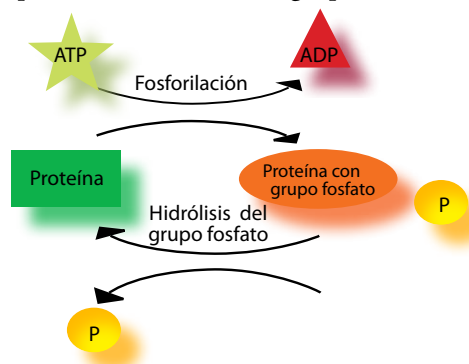 ATP
ADP
Fosforilación
Proteína
Proteína con
grupo fosfato
P
Hidrólisis del
grupo fosfato
P